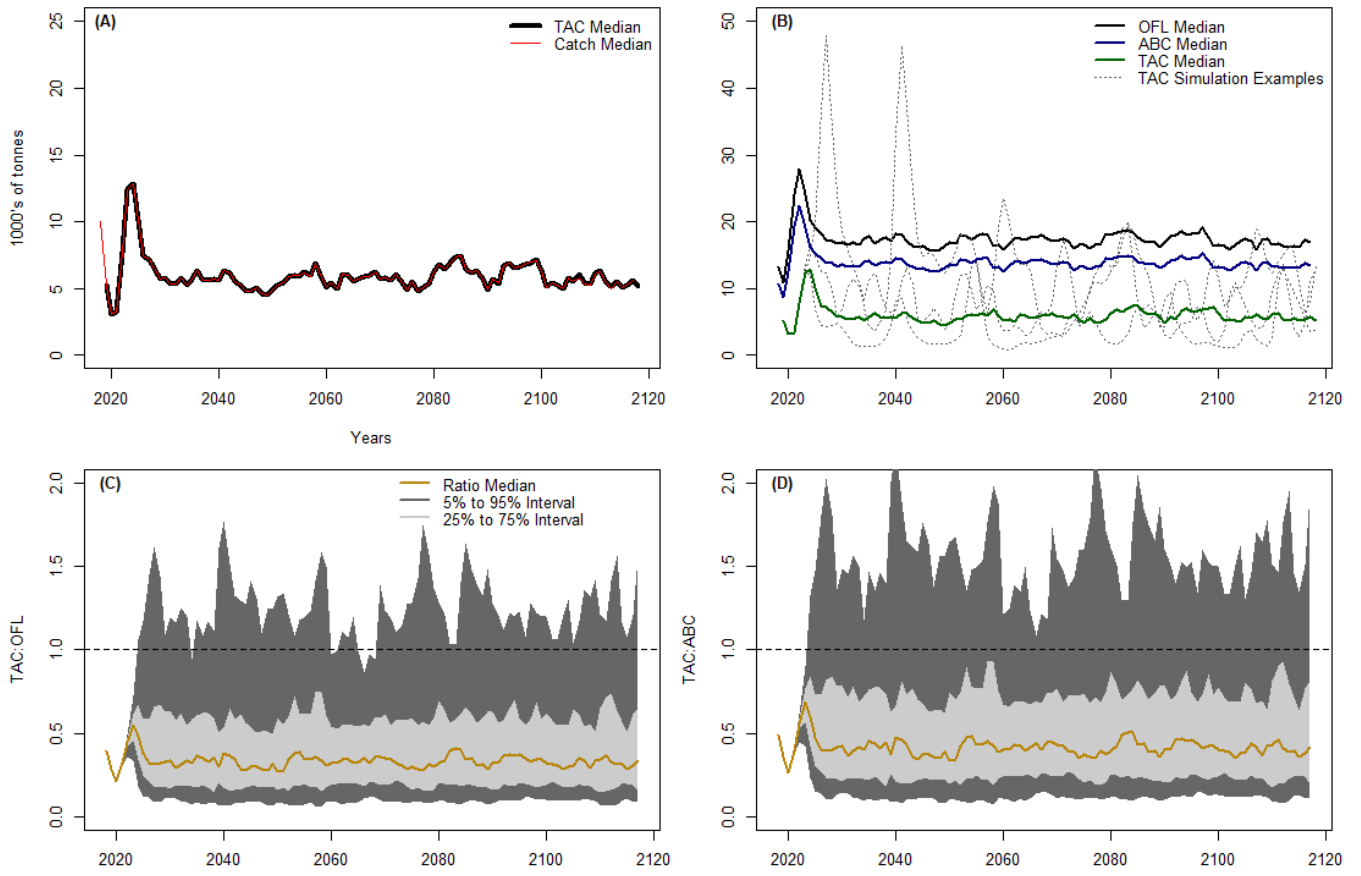 (A)
TAC Median
Catch Median
25
20
15
10
5
0
1000's of tonnes
2020 2040 2060 2080 2100 2120
Years
(B)
OFL Median
ABC Median
TAC Median
TAC Simulation Examples
50
40
30
20
10
0
2020 2040 2060 2080 2100 2120
(C)
Ratio Median
5% to 95% Interval
25% to 75% Interval
2.0
1.5
1.0
0.5
0.0
TAC:OFL
2020 2040 2060 2080 2100 2120
(D)
2.0
1.5
1.0
0.5
0.0
TAC:ABC
2020 2040 2060 2080 2100 2120